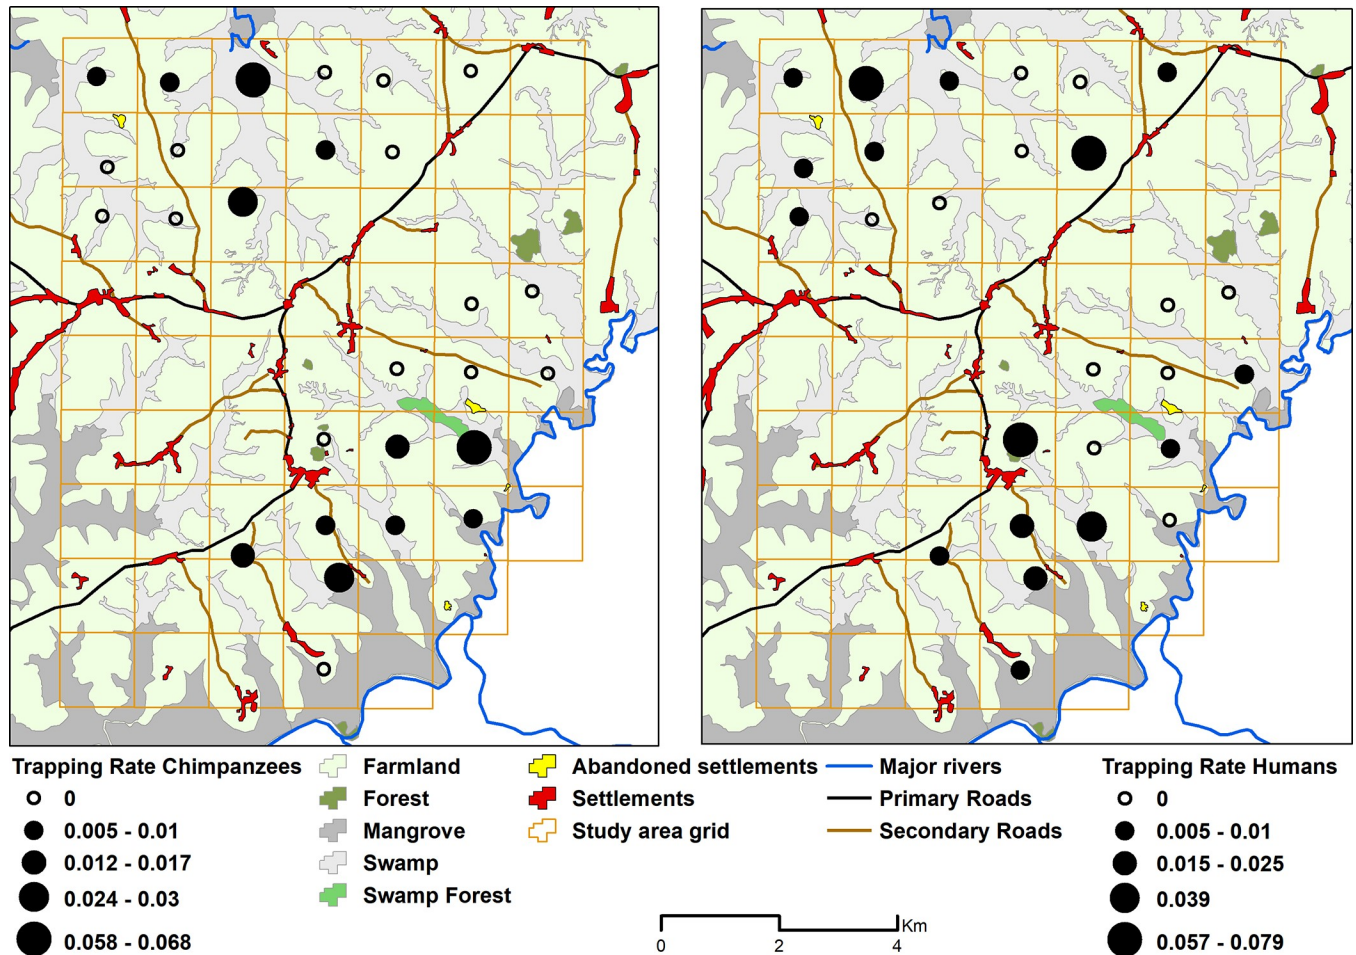 Trapping Rate Chimpanzees
0
0.005 - 0.01
0.012 - 0.017
0.024 - 0.03
0.058 - 0.068
Farmland
Forest
Mangrove
Swamp
Swamp Forest
Abandoned settlements
Settlements
Study area grid
Major rivers
Primary Roads
Secondary Roads
Trapping Rate Humans
0
0.005 - 0.01
0.015 - 0.025
0.039
0.057 - 0.079
Km
0 2 4